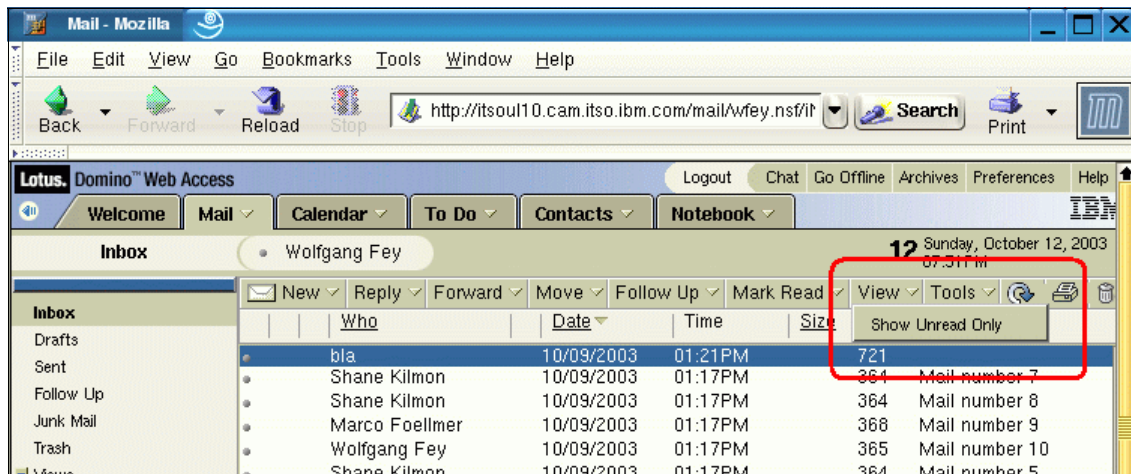 Mail - Mozilla
File Edit View Go Bookmarks Tools Window Help
Back Forward Reload Stop http://itsoul10.cam.itso.ibm.com/mail/wfey.nsf/ Search Print
Lotus. Domino™ Web Access Logout Chat Go Offline Archives Preferences Help
Welcome Mail Calendar To Do Contacts Notebook IBM
Inbox Wolfgang Fey 12 Sunday, October 12, 2003
07:51PM
New Reply Forward Move Follow Up Mark Read View Tools
Who Date Time Size Show Unread Only
Inbox
Drafts
Sent
Follow Up
Junk Mail
Trash
Views
bla 10/09/2003 01:21PM 721
Shane Kilmon 10/09/2003 01:17PM 364 Mail number 7
Shane Kilmon 10/09/2003 01:17PM 364 Mail number 8
Marco Foellmer 10/09/2003 01:17PM 368 Mail number 9
Wolfgang Fey 10/09/2003 01:17PM 365 Mail number 10
Shane Kilmon 10/09/2003 01:17PM 364 Mail number 5